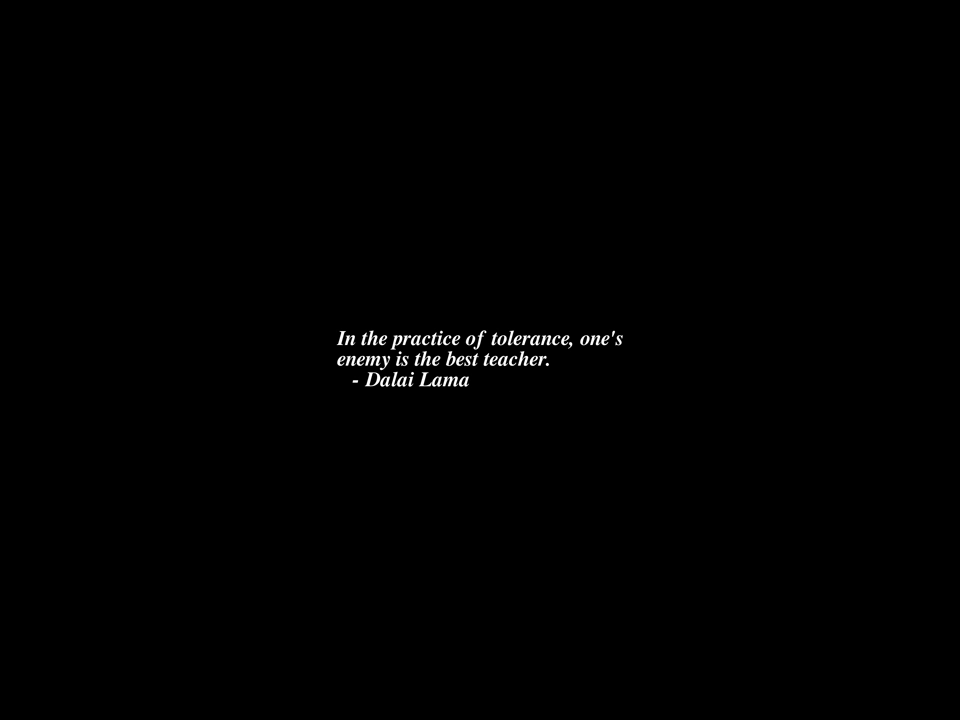 In the practice of tolerance, one's
enemy is the best teacher.
- Dalai Lama